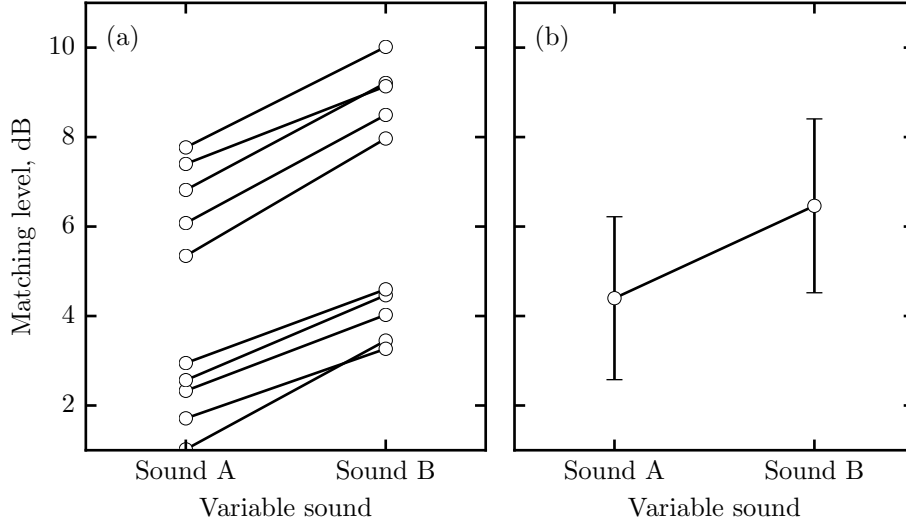 (a)
(b)
Matching level, dB
10
8
6
4
2
Sound A
Sound B
Sound A
Sound B
Variable sound
Variable sound